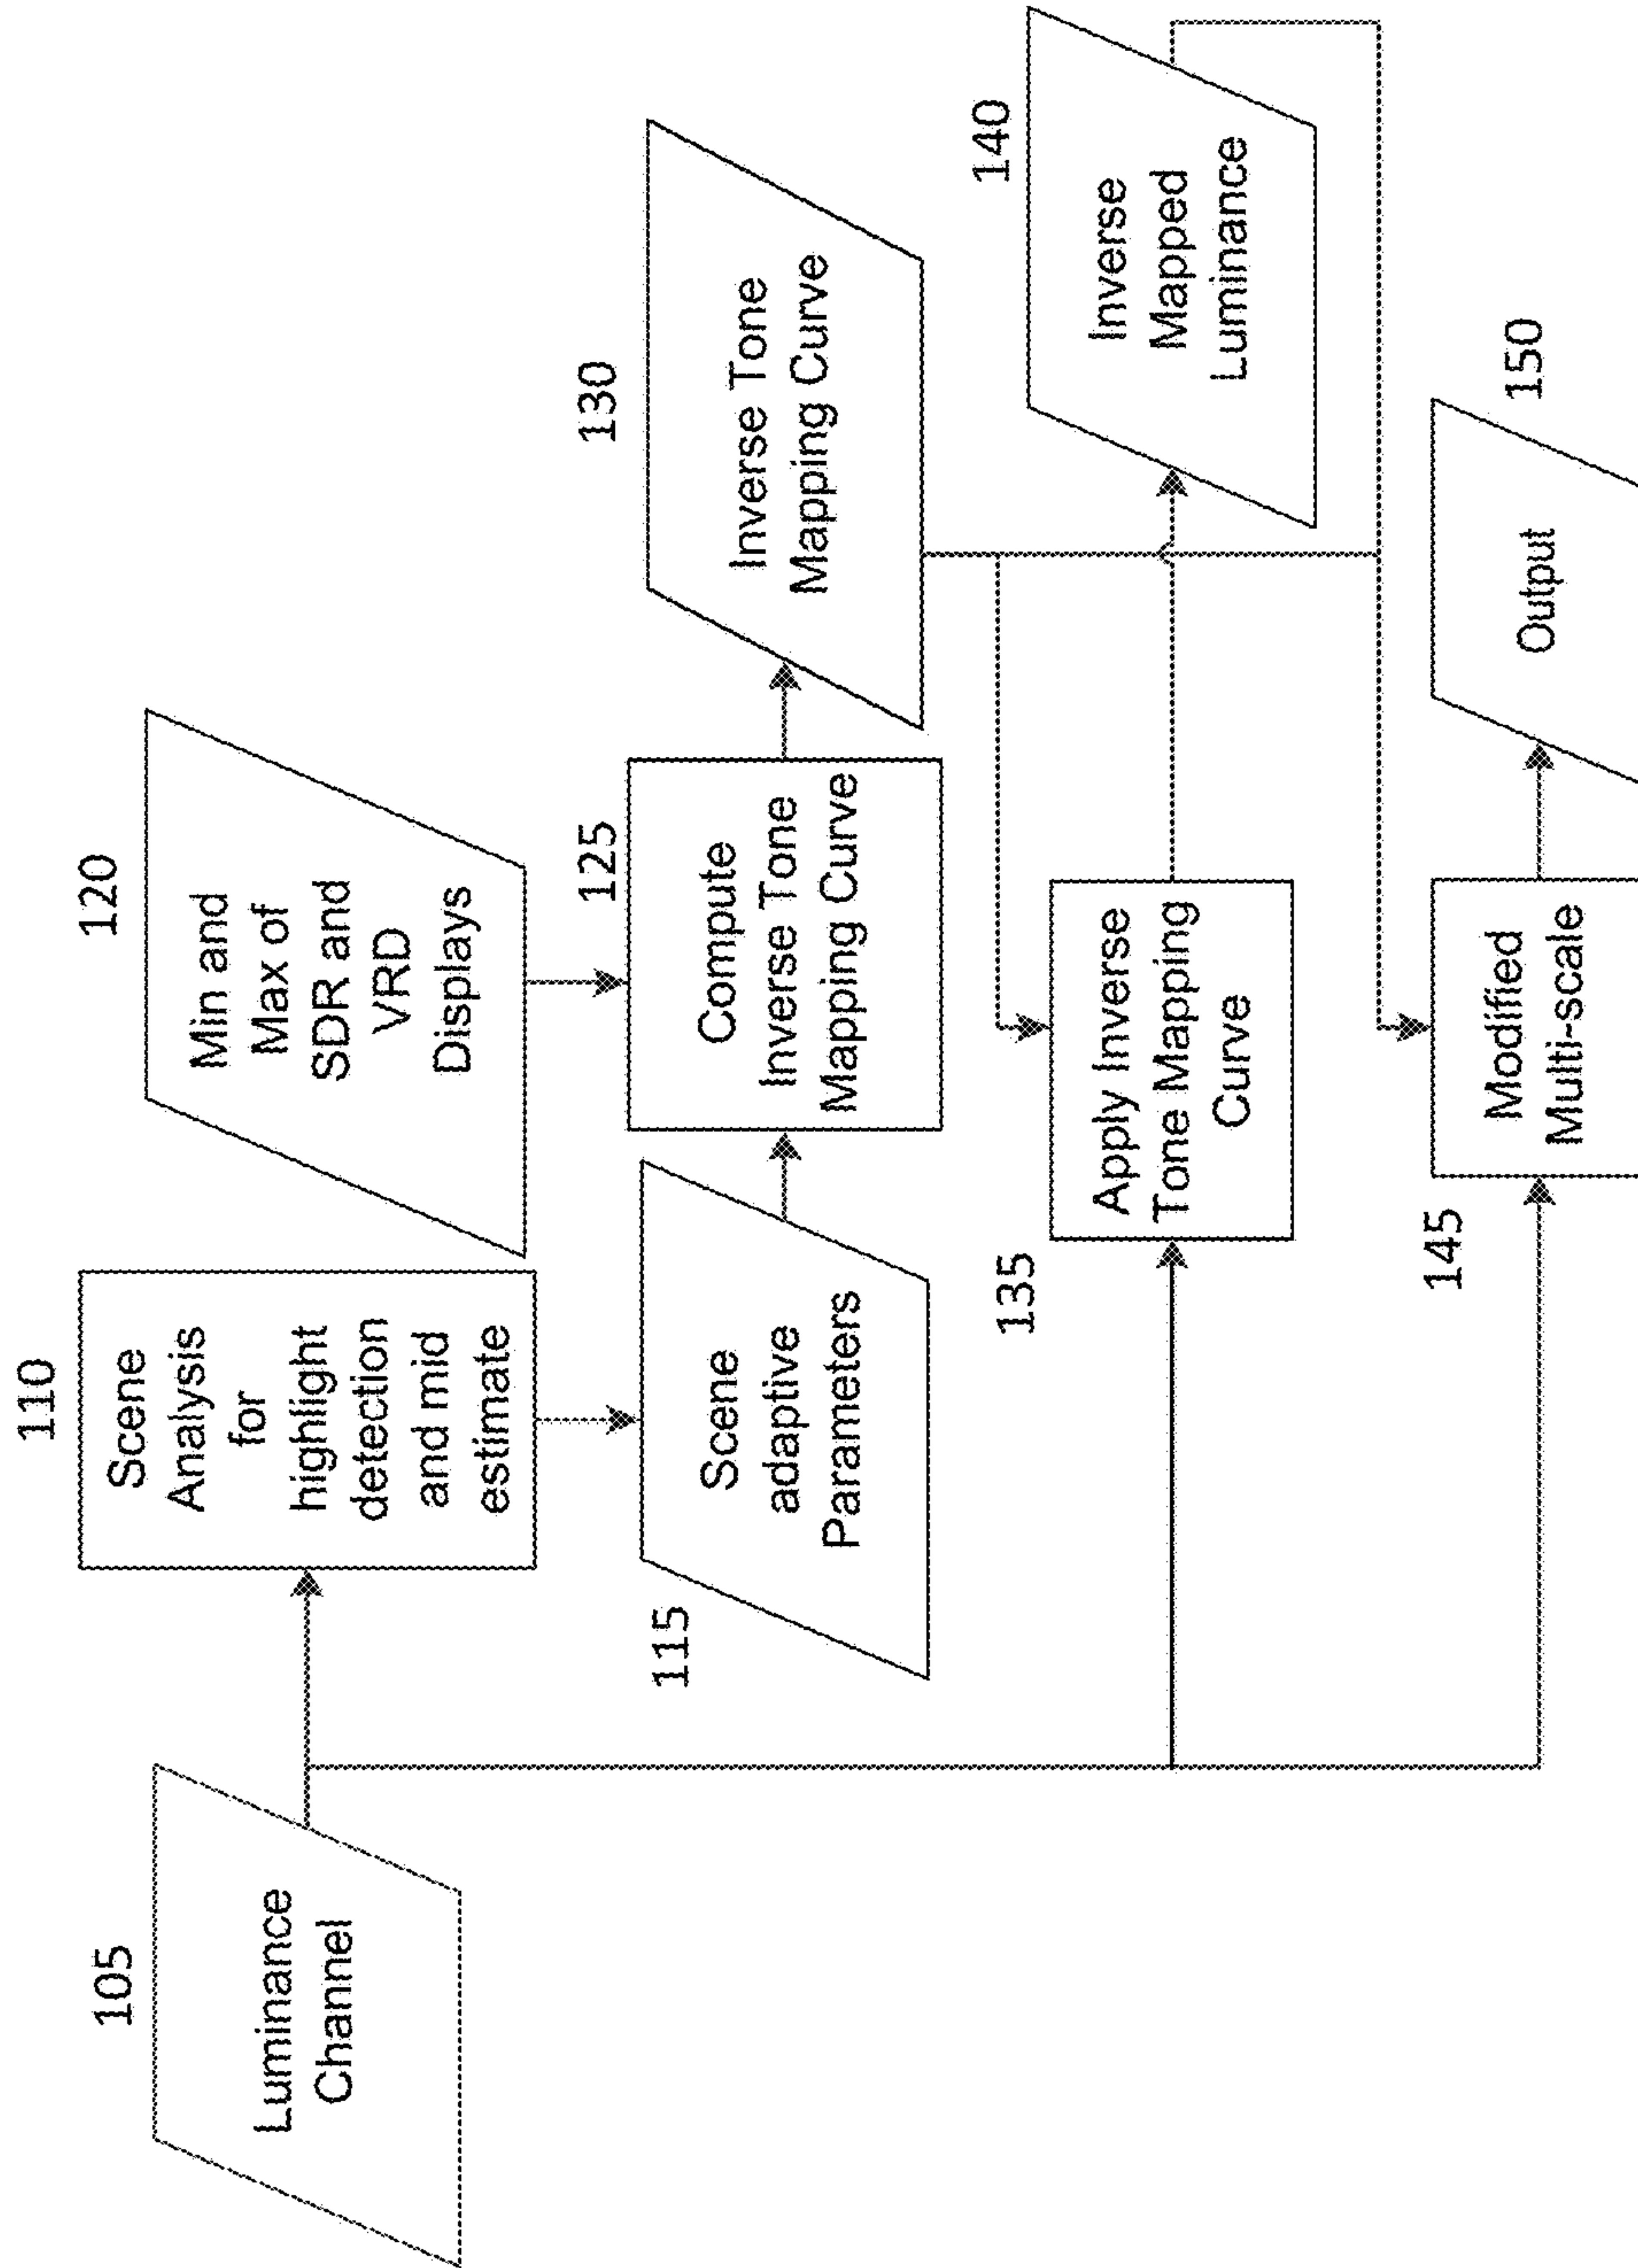 105
Luminance
Channel
110
Scene
Analysis
for
highlight
detection
and mid
estimate
120
Min and
Max of
SDR and
VRD
Displays
115
Scene
adaptive
Parameters
125
Compute
Inverse Tone
Mapping Curve
130
Inverse Tone
Mapping Curve
135
Apply Inverse
Tone Mapping
Curve
140
Inverse
Mapped
Luminance
145
Modified
Multi-scale
150
Output